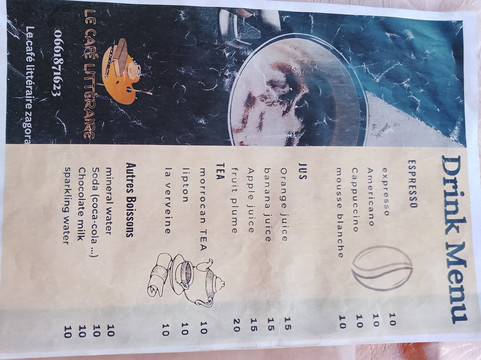 LE CAFÉ LITTÉRAIRE
0661871623
Le café littéraire zagora
Drink Menu
ESPRESSO
expresso 10
Americano 10
Cappuccino 10
mousse blanche 10
JUS
Orange juice 15
banana juice 15
Apple juice 15
fruit plume 20
TEA
morrocan TEA 10
lipton 10
la verveine 10
Autres Boissons
mineral water 10
Soda (coca-cola ...) 10
Chocolate milk 10
sparkling water 10